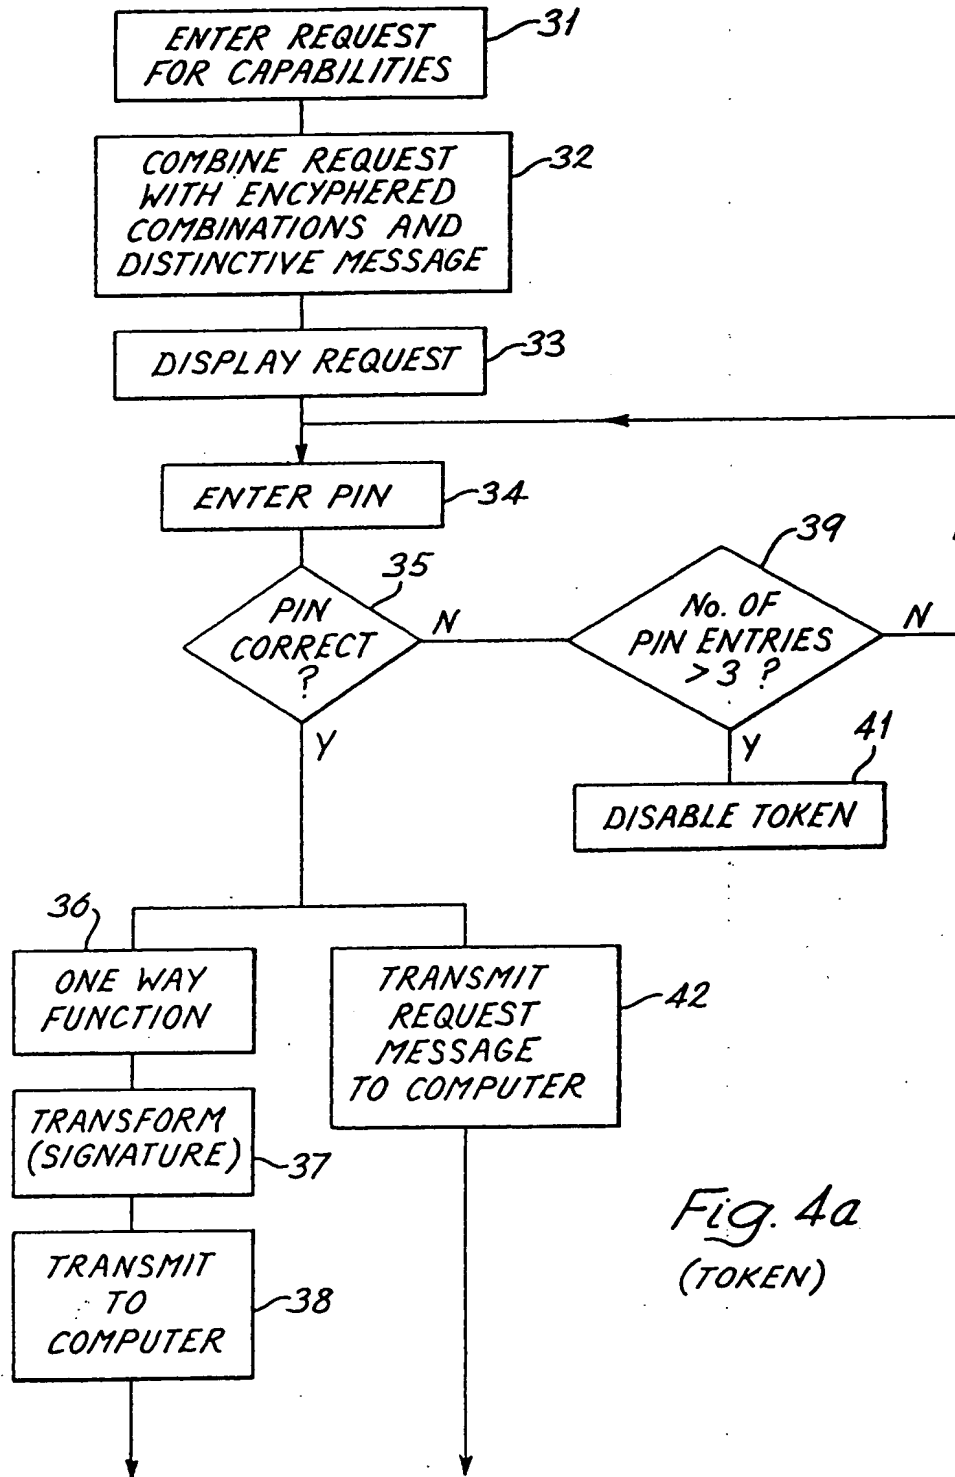 ENTER REQUEST
FOR CAPABILITIES
31
COMBINE REQUEST
WITH ENCYPHERED
COMBINATIONS AND
DISTINCTIVE MESSAGE
32
DISPLAY REQUEST
33
ENTER PIN
34
PIN
CORRECT
?
35
N
Y
No. OF
PIN ENTRIES
> 3 ?
39
N
Y
DISABLE TOKEN
41
36
ONE WAY
FUNCTION
TRANSMIT
REQUEST
MESSAGE
TO COMPUTER
42
TRANSFORM
(SIGNATURE)
37
TRANSMIT
TO
COMPUTER
38
Fig. 4a
(TOKEN)